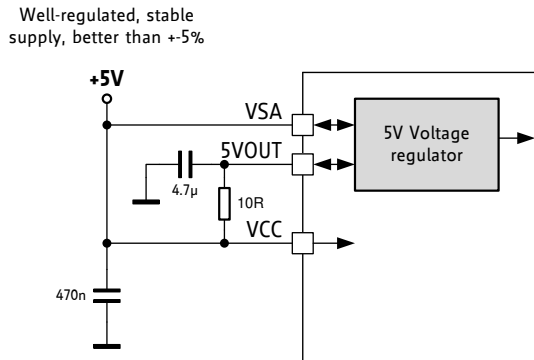 Well-regulated, stable
supply, better than +-5%
+5V
VSA
5VOUT
4.7µ
10R
VCC
470n
5V Voltage
regulator